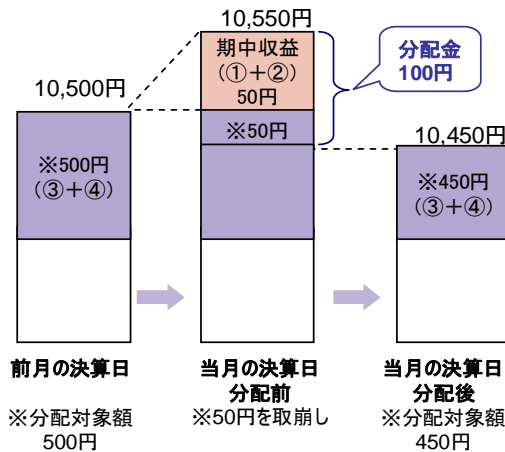 10,550円
期中収益
(①+②)
50円
分配金
100円
10,500円
※50円
10,450円
※500円
(③+④)
※450円
(③+④)
前月の決算日
※分配対象額
500円
当月の決算日
分配前
※50円を取崩し
当月の決算日
分配後
※分配対象額
450円